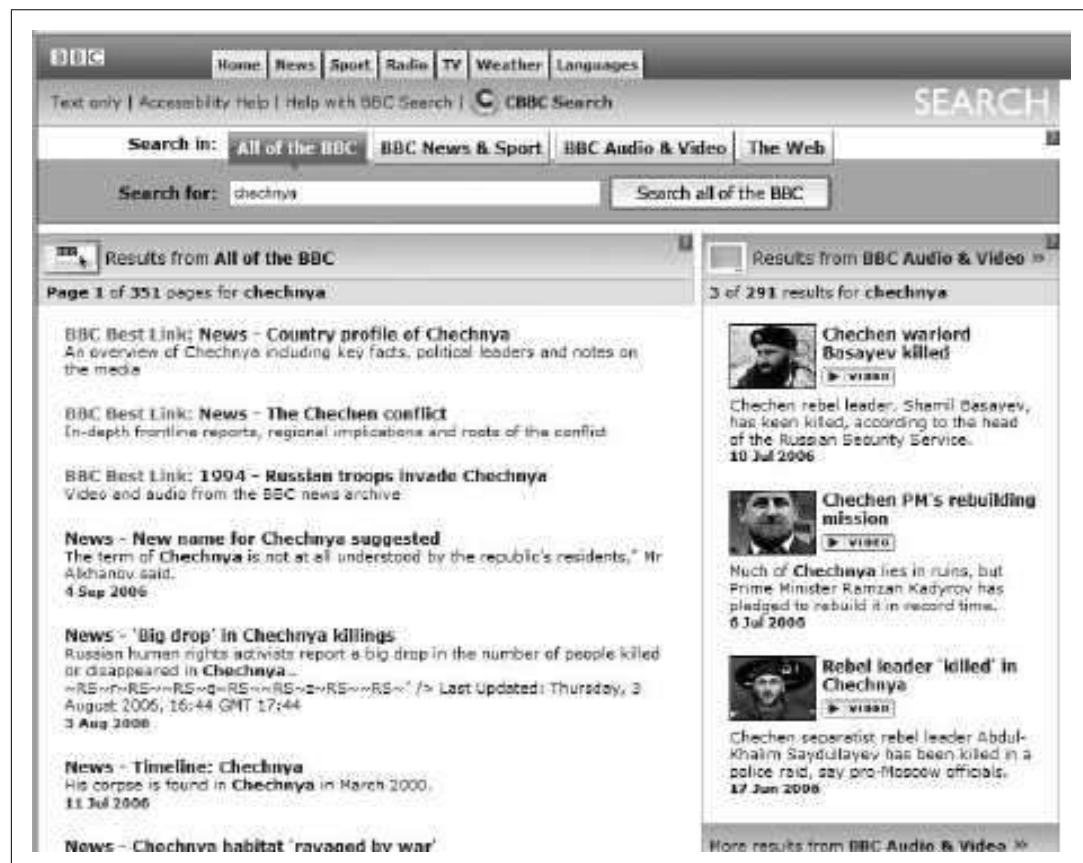 BBC
Home News Sport Radio TV Weather Languages
Text only | Accessibility Help | Help with BBC Search | C CBBC Search
SEARCH
Search in: All of the BBC BBC News & Sport BBC Audio & Video The Web
Search for: chechnya Search all of the BBC
Results from All of the BBC
Page 1 of 351 pages for chechnya
BBC Best Link: News - Country profile of Chechnya
An overview of Chechnya including key facts, political leaders and notes on
the media
BBC Best Link: News - The Chechen conflict
In-depth frontline reports, regional implications and roots of the conflict
BBC Best Link: 1994 - Russian troops invade Chechnya
Video and audio from the BBC news archive
News - New name for Chechnya suggested
The term of Chechnya is not at all understood by the republic's residents," Mr
Alkhanov said.
4 Sep 2006
News - 'Big drop' in Chechnya killings
Russian human rights activists report a big drop in the number of people killed
or disappeared in Chechnya...
~RS~r~RS~~RS~q~RS~~RS~z~RS~~RS~' /> Last Updated: Thursday, 3
August 2006, 16:44 GMT 17:44
3 Aug 2006
News - Timeline: Chechnya
His corpse is found in Chechnya in March 2000.
11 Jul 2006
News - Chechnya habitat 'ravaged by war'
Results from BBC Audio & Video »
3 of 291 results for chechnya
Chechen warlord
Basayev killed
VIDEO
Chechen rebel leader, Shamil Basayev,
has been killed, according to the head
of the Russian Security Service.
10 Jul 2006
Chechen PM's rebuilding
mission
VIDEO
Much of Chechnya lies in ruins, but
Prime Minister Ramzan Kadyrov has
pledged to rebuild it in record time.
6 Jul 2006
Rebel leader 'killed' in
Chechnya
VIDEO
Chechen separatist rebel leader Abdul-
Khalim Saydullayev has been killed in a
police raid, say pro-Moscow officials.
17 Jun 2006
More results from BBC Audio & Video »